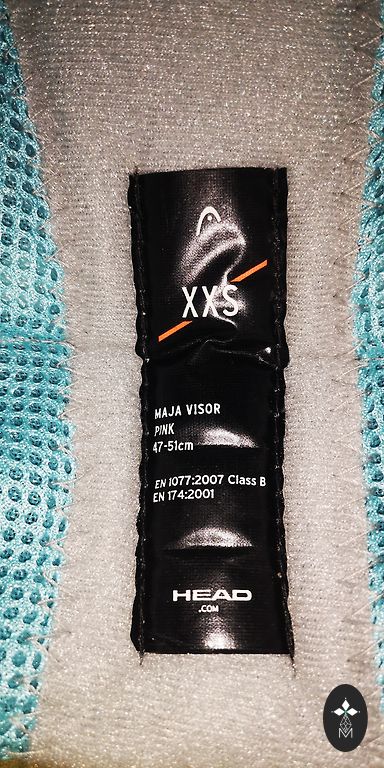 XXS
MAJA VISOR
PINK
47-51cm
EN 1077:2007 Class B
EN 174:2001
HEAD
.COM
M